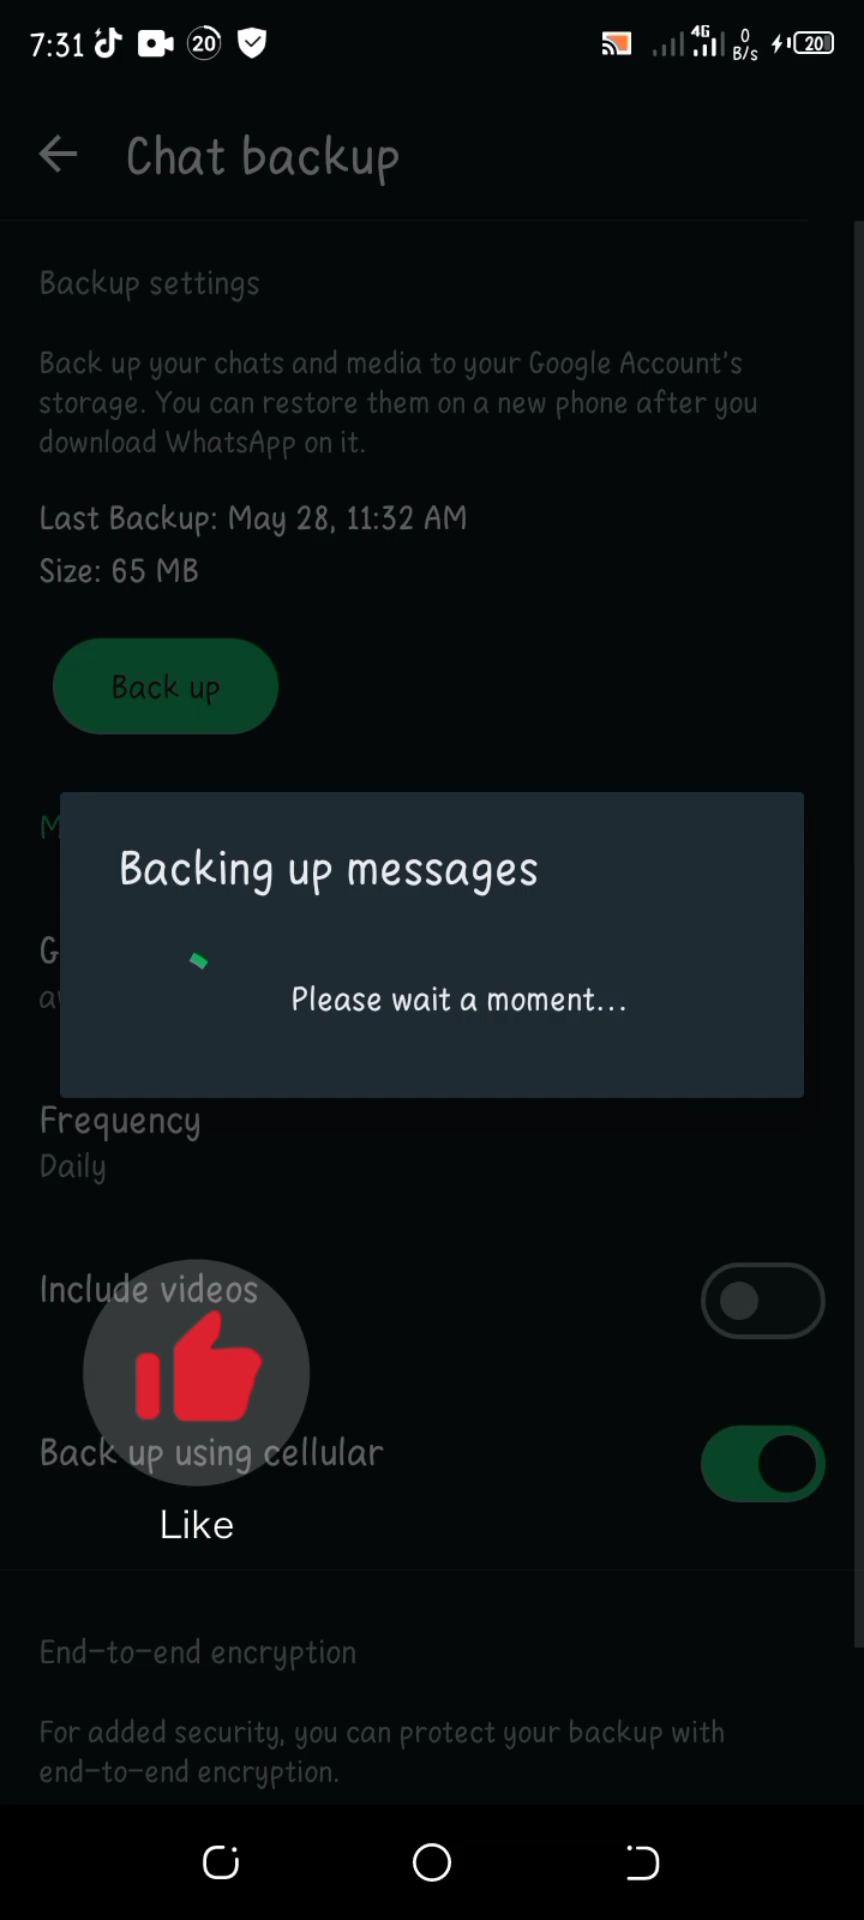 7:31
20
4G
0
B/s
20
Chat backup
Backup settings
Back up your chats and media to your Google Account's
storage. You can restore them on a new phone after you
download WhatsApp on it.
Last Backup: May 28, 11:32 AM
Size: 65 MB
Back up
M
Backing up messages
G
Please wait a moment...
Frequency
Daily
Include videos
Back up using cellular
Like
End-to-end encryption
For added security, you can protect your backup with
end-to-end encryption.